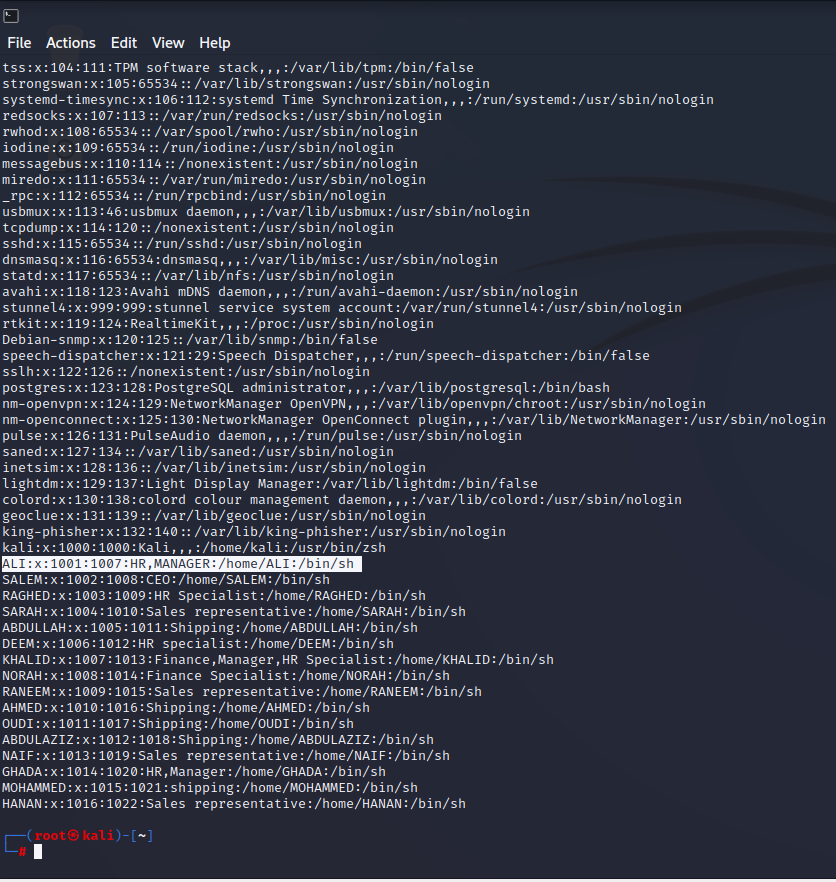 File Actions Edit View Help
tss:x:104:111:TPM software stack,,,:/var/lib/tpm:/bin/false
strongswan:x:105:65534::/var/lib/strongswan:/usr/sbin/nologin
systemd-timesync:x:106:112:systemd Time Synchronization,,,:/run/systemd:/usr/sbin/nologin
redsocks:x:107:113::/var/run/redsocks:/usr/sbin/nologin
rwhod:x:108:65534::/var/spool/rwho:/usr/sbin/nologin
iodine:x:109:65534::/run/iodine:/usr/sbin/nologin
messagebus:x:110:114::/nonexistent:/usr/sbin/nologin
miredo:x:111:65534::/var/run/miredo:/usr/sbin/nologin
_rpc:x:112:65534::/run/rpcbind:/usr/sbin/nologin
usbmux:x:113:46:usbmux daemon,,,:/var/lib/usbmux:/usr/sbin/nologin
tcpdump:x:114:120::/nonexistent:/usr/sbin/nologin
sshd:x:115:65534::/run/sshd:/usr/sbin/nologin
dnsmasq:x:116:65534:dnsmasq,,,:/var/lib/misc:/usr/sbin/nologin
statd:x:117:65534::/var/lib/nfs:/usr/sbin/nologin
avahi:x:118:123:Avahi mDNS daemon,,,:/run/avahi-daemon:/usr/sbin/nologin
stunnel4:x:999:999:stunnel service system account:/var/run/stunnel4:/usr/sbin/nologin
rtkit:x:119:124:RealtimeKit,,,:/proc:/usr/sbin/nologin
Debian-snmp:x:120:125::/var/lib/snmp:/bin/false
speech-dispatcher:x:121:29:Speech Dispatcher,,,:/run/speech-dispatcher:/bin/false
sslh:x:122:126::/nonexistent:/usr/sbin/nologin
postgres:x:123:128:PostgreSQL administrator,,,:/var/lib/postgresql:/bin/bash
nm-openvpn:x:124:129:NetworkManager OpenVPN,,,:/var/lib/openvpn/chroot:/usr/sbin/nologin
nm-openconnect:x:125:130:NetworkManager OpenConnect plugin,,,:/var/lib/NetworkManager:/usr/sbin/nologin
pulse:x:126:131:PulseAudio daemon,,,:/run/pulse:/usr/sbin/nologin
saned:x:127:134::/var/lib/saned:/usr/sbin/nologin
inetsim:x:128:136::/var/lib/inetsim:/usr/sbin/nologin
lightdm:x:129:137:Light Display Manager:/var/lib/lightdm:/bin/false
colord:x:130:138:colord colour management daemon,,,:/var/lib/colord:/usr/sbin/nologin
geoclue:x:131:139::/var/lib/geoclue:/usr/sbin/nologin
king-phisher:x:132:140::/var/lib/king-phisher:/usr/sbin/nologin
kali:x:1000:1000:Kali,,,:/home/kali:/usr/bin/zsh
ALI:x:1001:1007:HR,MANAGER:/home/ALI:/bin/sh
SALEM:x:1002:1008:CEO:/home/SALEM:/bin/sh
RAGHED:x:1003:1009:HR Specialist:/home/RAGHED:/bin/sh
SARAH:x:1004:1010:Sales representative:/home/SARAH:/bin/sh
ABDULLAH:x:1005:1011:Shipping:/home/ABDULLAH:/bin/sh
DEEM:x:1006:1012:HR specialist:/home/DEEM:/bin/sh
KHALID:x:1007:1013:Finance,Manager,HR Specialist:/home/KHALID:/bin/sh
NORAH:x:1008:1014:Finance Specialist:/home/NORAH:/bin/sh
RANEEM:x:1009:1015:Sales representative:/home/RANEEM:/bin/sh
AHMED:x:1010:1016:Shipping:/home/AHMED:/bin/sh
OUDI:x:1011:1017:Shipping:/home/OUDI:/bin/sh
ABDULAZIZ:x:1012:1018:Shipping:/home/ABDULAZIZ:/bin/sh
NAIF:x:1013:1019:Sales representative:/home/NAIF:/bin/sh
GHADA:x:1014:1020:HR,Manager:/home/GHADA:/bin/sh
MOHAMMED:x:1015:1021:shipping:/home/MOHAMMED:/bin/sh
HANAN:x:1016:1022:Sales representative:/home/HANAN:/bin/sh
┌──(root㉿kali)-[~]
└─#